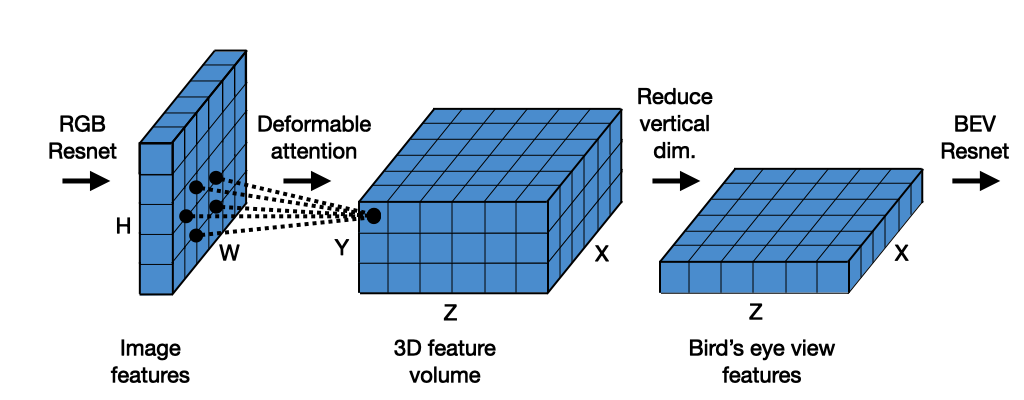 RGB
Resnet
Deformable
attention
Reduce
vertical
dim.
BEV
Resnet
H
W
Y
X
Z
X
Z
Image
features
3D feature
volume
Bird's eye view
features